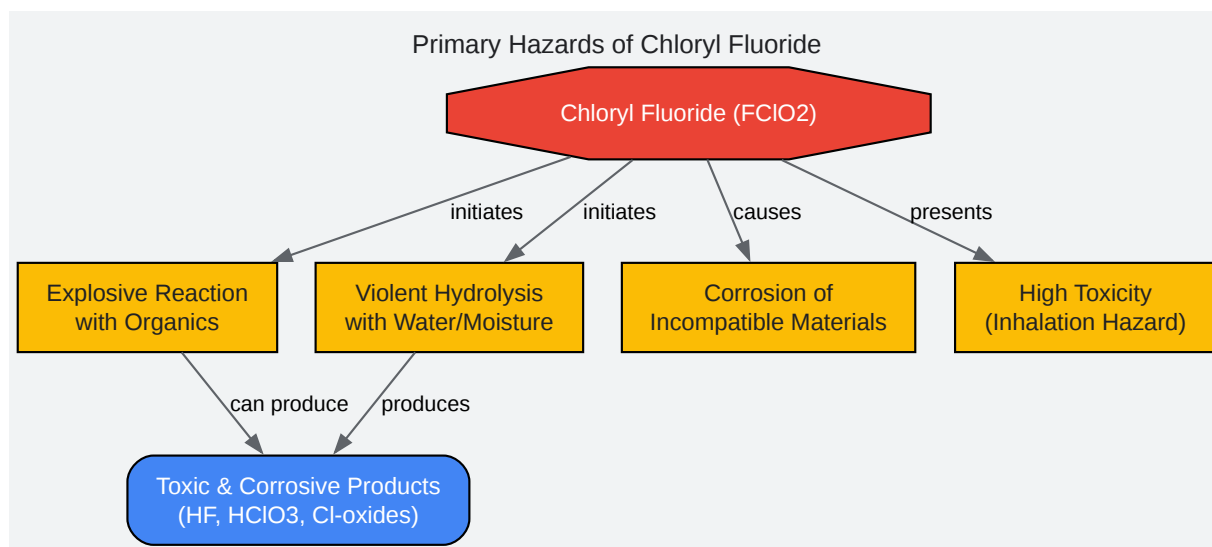 Primary Hazards of Chloryl Fluoride
Chloryl Fluoride (FClO2)
initiates
initiates
causes
presents
Explosive Reaction
with Organics
Violent Hydrolysis
with Water/Moisture
Corrosion of
Incompatible Materials
High Toxicity
(Inhalation Hazard)
can produce
produces
Toxic & Corrosive Products
(HF, HClO3, Cl-oxides)